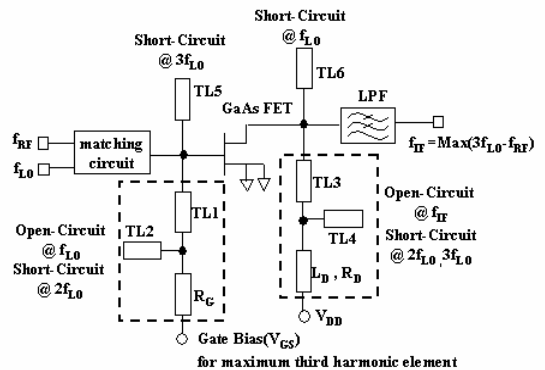 Short-Circuit
@ 3fLO
TL5
Short-Circuit
@ fLO
TL6
GaAs FET
LPF
fRF
fLO
matching
circuit
fIF =Max(3fLO-fRF)
TL1
TL2
RG
Open-Circuit
@ fLO
Short-Circuit
@ 2fLO
TL3
TL4
LD , RD
Open-Circuit
@ fIF
Short-Circuit
@ 2fLO ,3fLO
VDD
Gate Bias(VGS)
for maximum third harmonic element